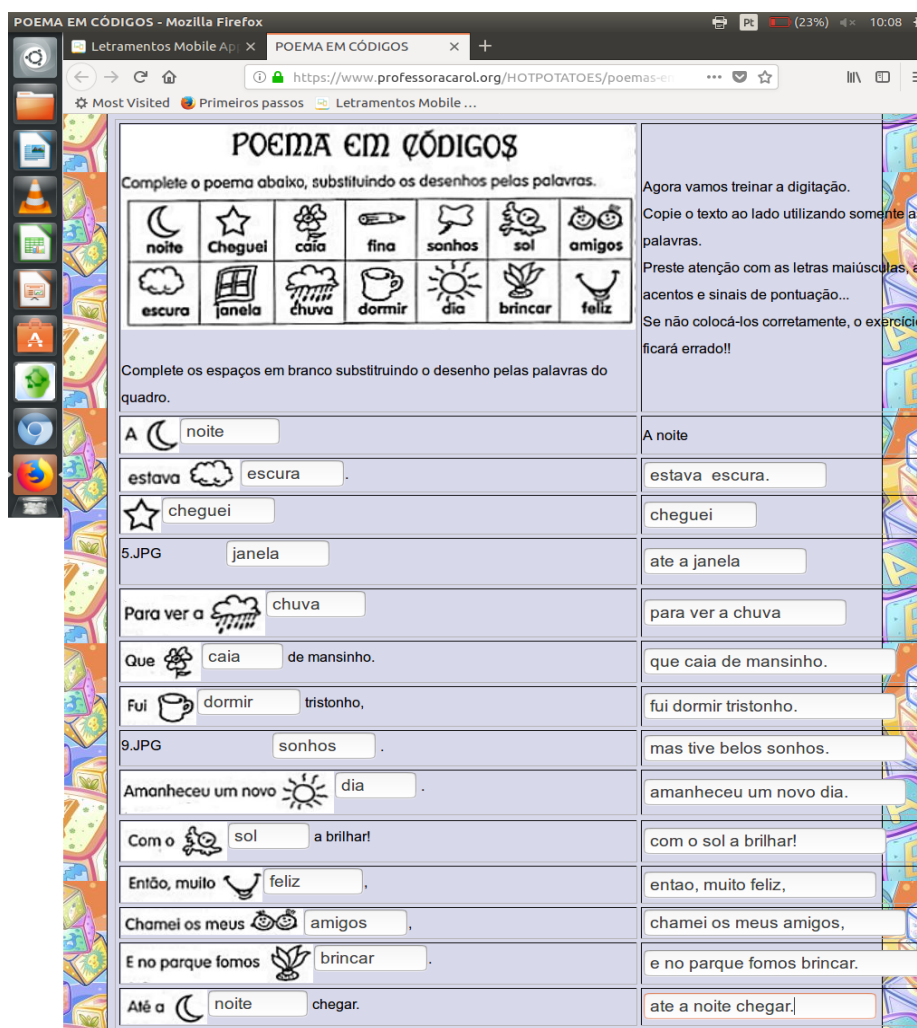 POEMA EM CÓDIGOS - Mozilla Firefox Pt (23%) 10:08
Letramentos Mobile Ap POEMA EM CÓDIGOS
https://www.professoracarol.org/HOTPOTATOES/poemas-en
Most Visited Primeiros passos Letramentos Mobile ...
POEMA EM CÓDIGOS
Complete o poema abaixo, substituindo os desenhos pelas palavras.
noite Cheguei caia fina sonhos sol amigos
escura janela chuva dormir dia brincar feliz
Complete os espaços em branco substritruindo o desenho pelas palavras do
quadro.
Agora vamos treinar a digitação.
Copie o texto ao lado utilizando somente a
palavras.
Preste atenção com as letras maiúsculas, a
acentos e sinais de pontuação...
Se não colocá-los corretamente, o exercíci
ficará errado!!
A noite A noite
estava escura . estava escura.
cheguei cheguei
5.JPG janela ate a janela
Para ver a chuva para ver a chuva
Que caia de mansinho. que caia de mansinho.
Fui dormir tristonho, fui dormir tristonho.
9.JPG sonhos . mas tive belos sonhos.
Amanheceu um novo dia . amanheceu um novo dia.
Com o sol a brilhar! com o sol a brilhar!
Então, muito feliz , entao, muito feliz,
Chamei os meus amigos , chamei os meus amigos,
E no parque fomos brincar . e no parque fomos brincar.
Até a noite chegar. ate a noite chegar.